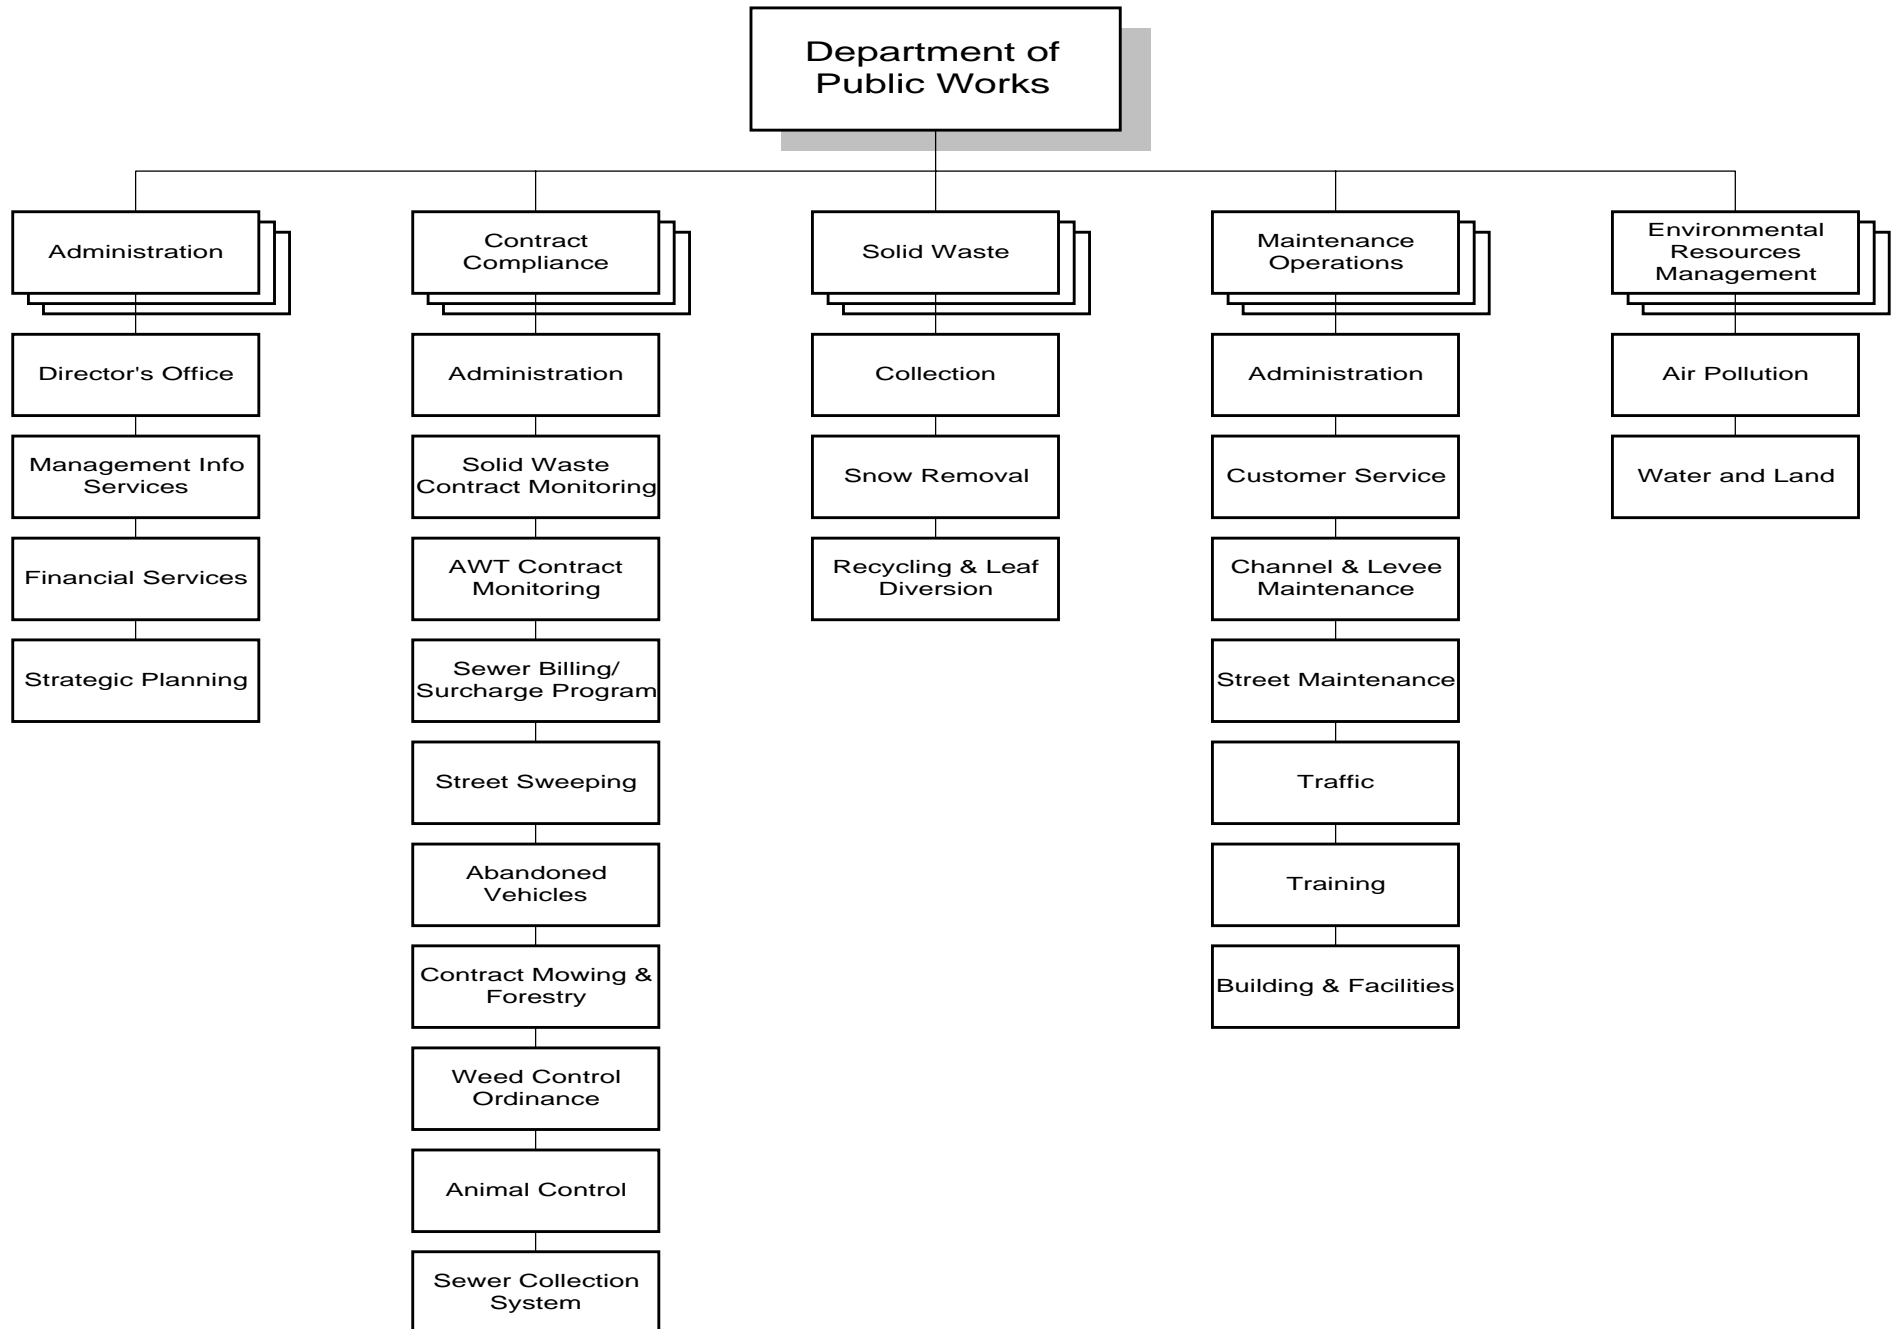 Department of
Public Works
Administration
Contract
Compliance
Solid Waste
Maintenance
Operations
Environmental
Resources
Management
Director's Office
Management Info
Services
Financial Services
Strategic Planning
Administration
Solid Waste
Contract Monitoring
AWT Contract
Monitoring
Sewer Billing/
Surcharge Program
Street Sweeping
Abandoned
Vehicles
Contract Mowing &
Forestry
Weed Control
Ordinance
Animal Control
Sewer Collection
System
Collection
Snow Removal
Recycling & Leaf
Diversion
Administration
Customer Service
Channel & Levee
Maintenance
Street Maintenance
Traffic
Training
Building & Facilities
Air Pollution
Water and Land